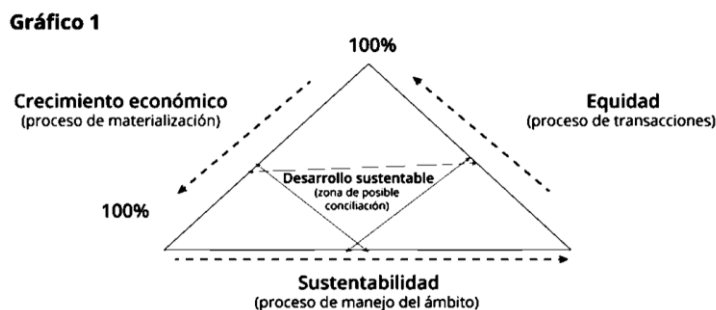 Gráfico 1
100%
Crecimiento económico
(proceso de materialización)
Equidad
(proceso de transacciones)
Desarrollo sustentable
(zona de posible
conciliación)
100%
Sustentabilidad
(proceso de manejo del ámbito)